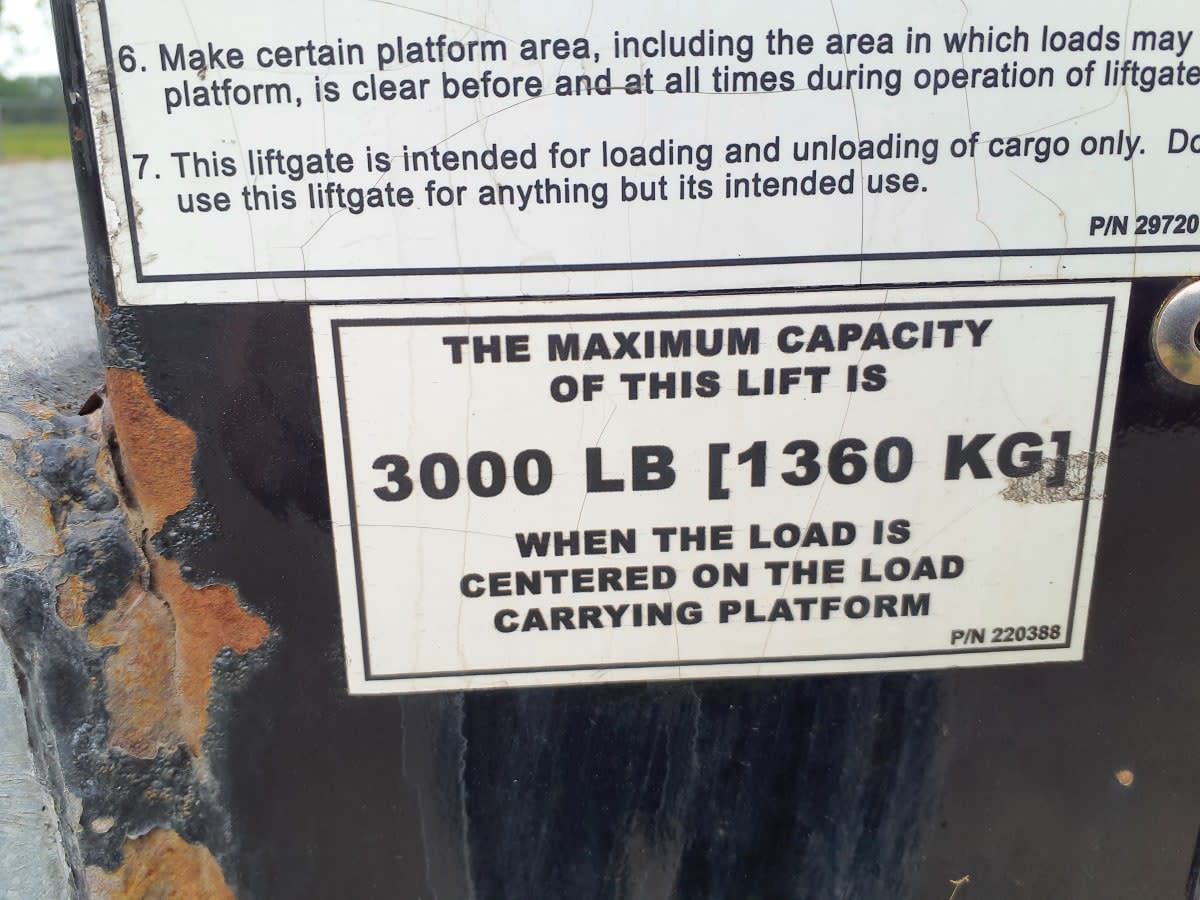 6. Make certain platform area, including the area in which loads may
platform, is clear before and at all times during operation of liftgate
7. This liftgate is intended for loading and unloading of cargo only. Do
use this liftgate for anything but its intended use.
P/N 29720
THE MAXIMUM CAPACITY
OF THIS LIFT IS
3000 LB [1360 KG]
WHEN THE LOAD IS
CENTERED ON THE LOAD
CARRYING PLATFORM
P/N 220388